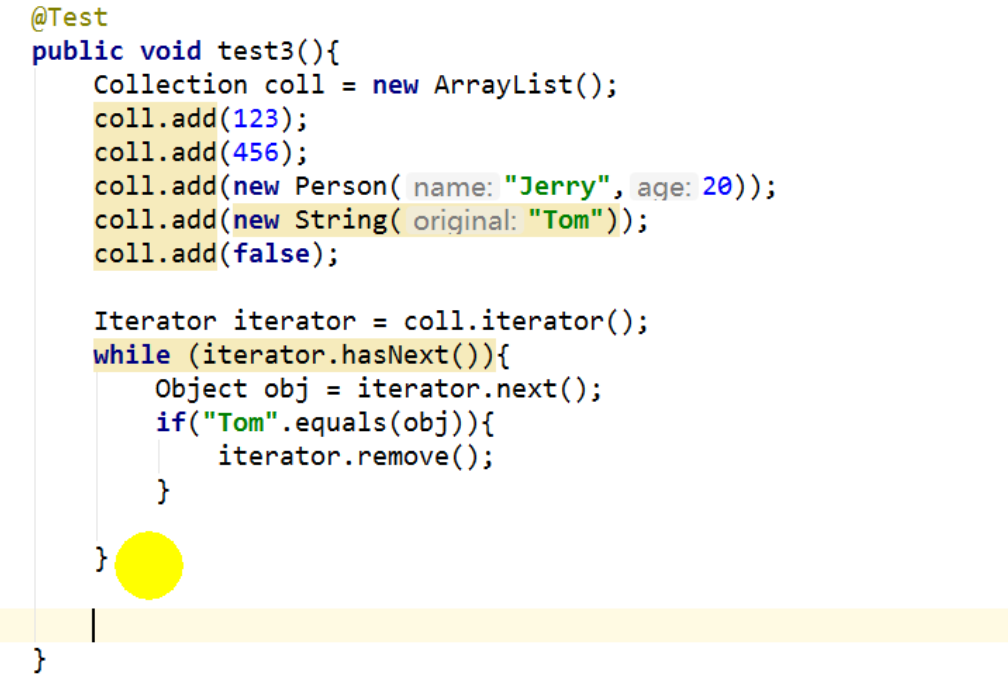 @Test
public void test3(){
Collection coll = new ArrayList();
coll.add(123);
coll.add(456);
coll.add(new Person( name: "Jerry", age: 20));
coll.add(new String( original: "Tom"));
coll.add(false);
Iterator iterator = coll.iterator();
while (iterator.hasNext()){
Object obj = iterator.next();
if("Tom".equals(obj)){
iterator.remove();
}
}
}